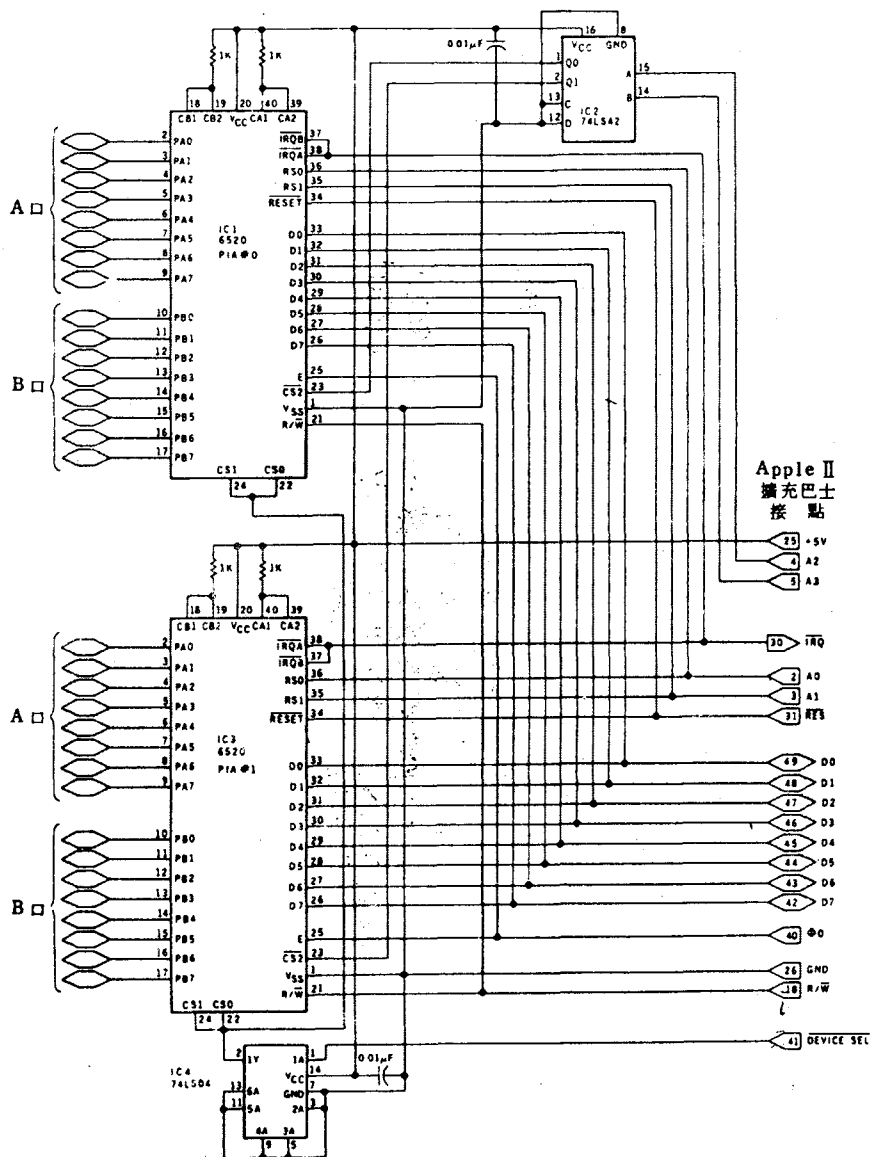 1K
1K
0.01μF
16
8
VCC
GND
1
Q0
2
Q1
A
15
B
14
13
C
12
D
IC2
74LS42
18
19
20
40
39
CB1
CB2
VCC
CA1
CA2
A 口
2 PA0
3 PA1
4 PA2
5 PA3
6 PA4
7 PA5
8 PA6
9 PA7
B 口
10 PB0
11 PB1
12 PB2
13 PB3
14 PB4
15 PB5
16 PB6
17 PB7
IC1
6520
PIA#0
IRQB 37
IRQA 38
RS0 36
RS1 35
RESET 34
D0 33
D1 32
D2 31
D3 30
D4 29
D5 28
D6 27
D7 26
E 25
CS2 23
VSS 1
R/W 21
CS1
CS0
24
22
Apple II
擴充巴士
接 點
25 +5V
4 A2
5 A3
30 IRQ
2 A0
3 A1
31 RES
49 D0
48 D1
47 D2
46 D3
45 D4
44 D5
43 D6
42 D7
40 Φ0
26 GND
18 R/W
41 DEVICE SEL
1K
1K
18
19
20
40
39
CB1
CB2
VCC
CA1
CA2
A 口
2 PA0
3 PA1
4 PA2
5 PA3
6 PA4
7 PA5
8 PA6
9 PA7
B 口
10 PB0
11 PB1
12 PB2
13 PB3
14 PB4
15 PB5
16 PB6
17 PB7
IC3
6520
PIA#1
IRQA 38
IRQB 37
RS0 36
RS1 35
RESET 34
D0 33
D1 32
D2 31
D3 30
D4 29
D5 28
D6 27
D7 26
E 25
CS2 23
VSS 1
R/W 21
CS1
CS0
24
22
IC4
74LS04
2 1Y
1A 1
VCC 14
0.01μF
13 6A
GND 7
11 5A
2A 3
4A
3A
9
5